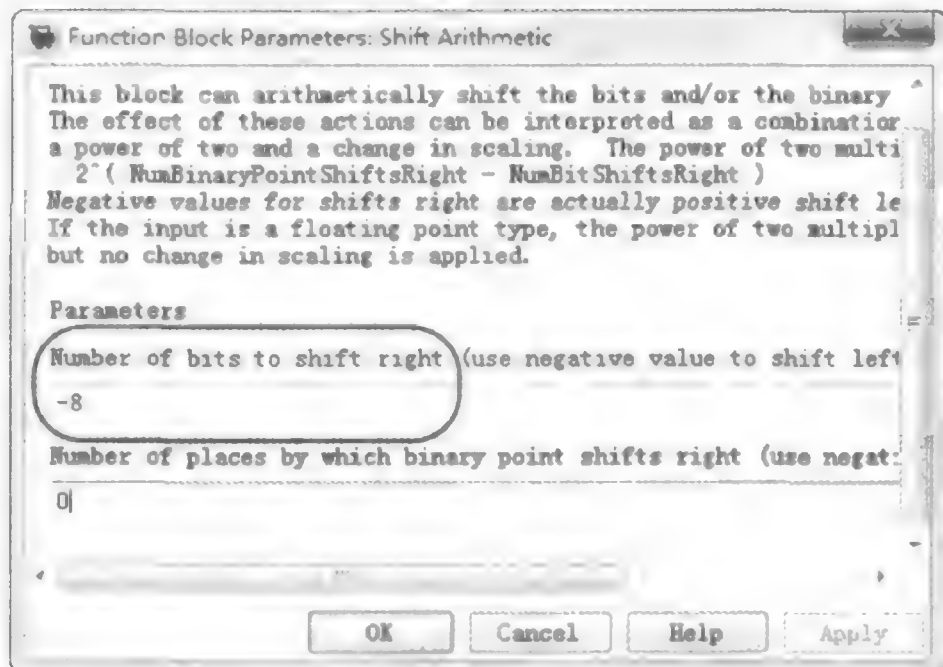 Function Block Parameters: Shift Arithmetic
This block can arithmetically shift the bits and/or the binary
The effect of these actions can be interpreted as a combination
a power of two and a change in scaling. The power of two multi
2^( NumBinaryPointShiftsRight - NumBitShiftsRight )
Negative values for shifts right are actually positive shift le
If the input is a floating point type, the power of two multipl
but no change in scaling is applied.
Parameters
Number of bits to shift right (use negative value to shift left
-8
Number of places by which binary point shifts right (use negat
0
OK Cancel Help Apply